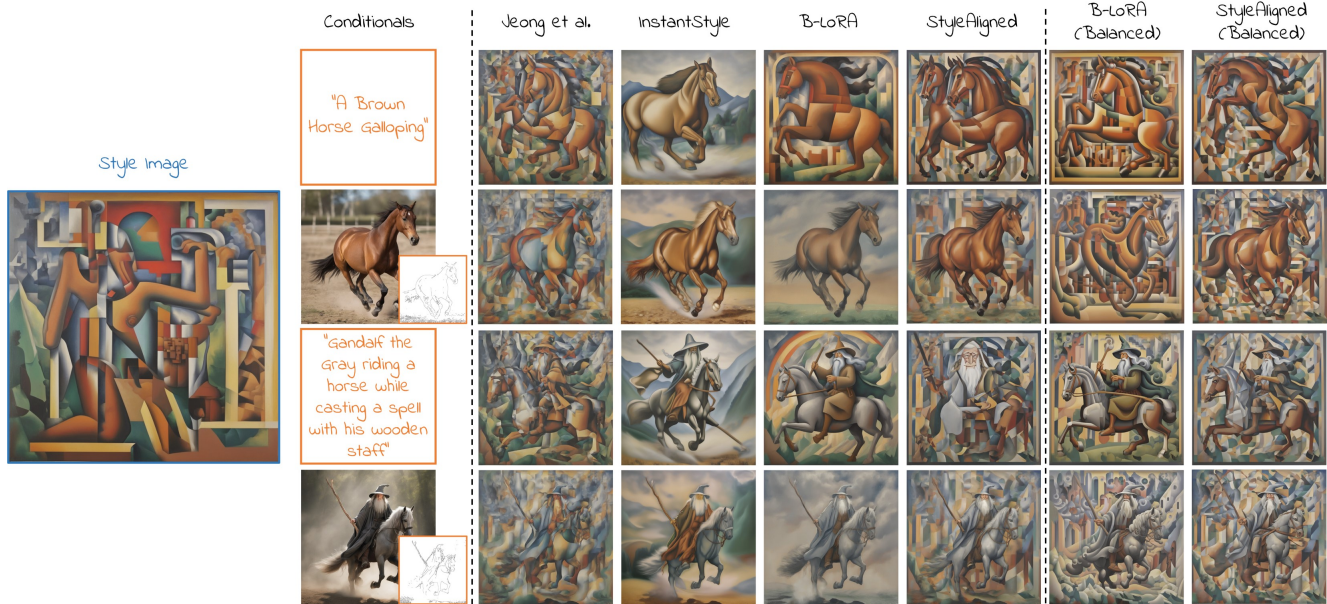 Conditionals
Jeong et al.
InstantStyle
B-LoRA
StyleAligned
B-LoRA
(Balanced)
StyleAligned
(Balanced)
Style Image
"A Brown
Horse Galloping"
"Gandalf the
Gray riding a
horse while
casting a spell
with his wooden
staff"